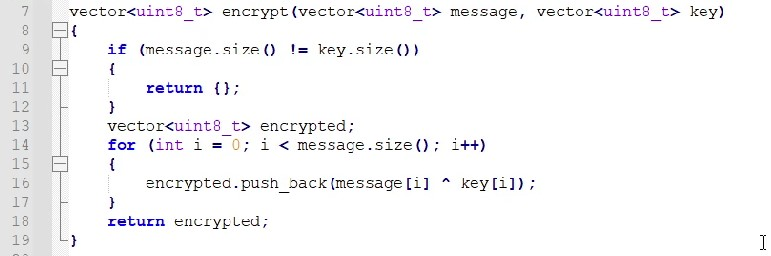 7 vector<uint8_t> encrypt(vector<uint8_t> message, vector<uint8_t> key)
8 {
9 if (message.size() != key.size())
10 {
11 return {};
12 }
13 vector<uint8_t> encrypted;
14 for (int i = 0; i < message.size(); i++)
15 {
16 encrypted.push_back(message[i] ^ key[i]);
17 }
18 return encrypted;
19 }